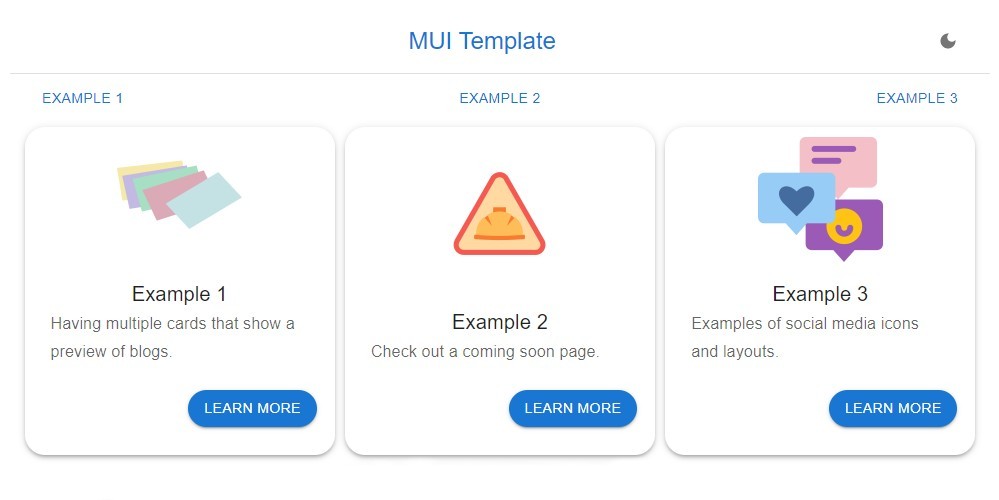 MUI Template
EXAMPLE 1
EXAMPLE 2
EXAMPLE 3
Example 1
Having multiple cards that show a
preview of blogs.
LEARN MORE
Example 2
Check out a coming soon page.
LEARN MORE
Example 3
Examples of social media icons
and layouts.
LEARN MORE